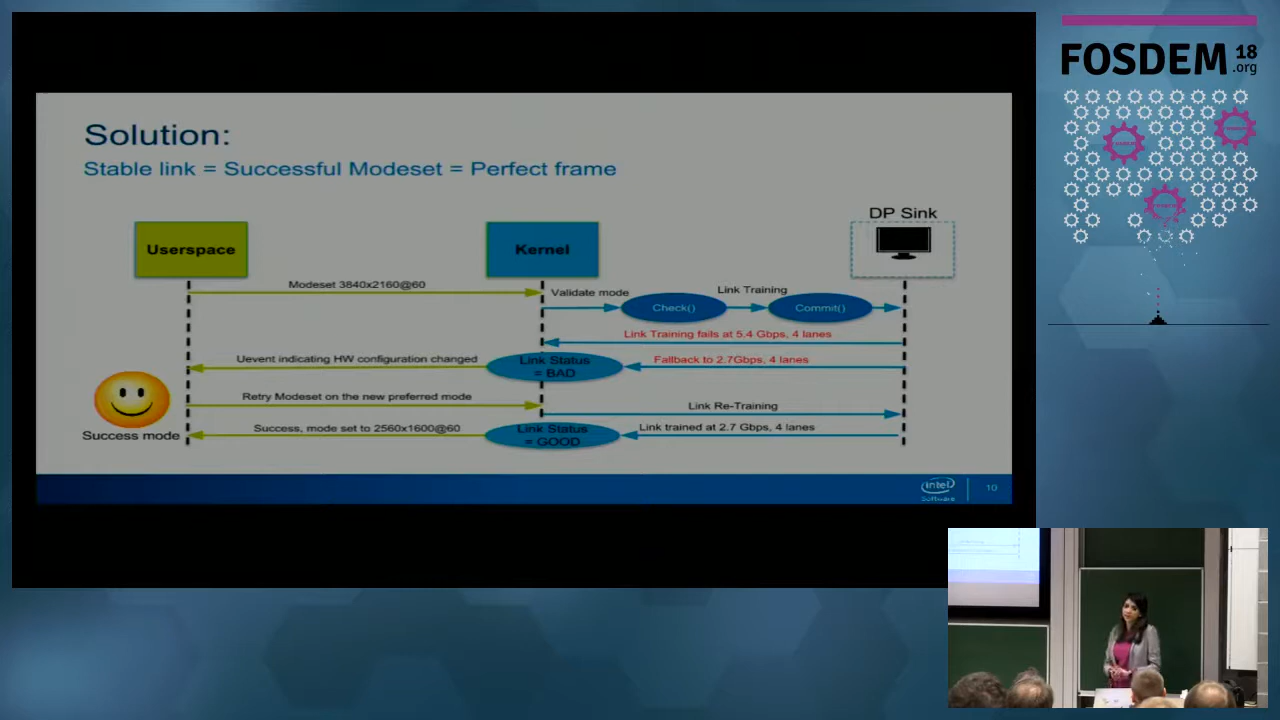 FOSDEM 18
.org
Solution:
Stable link = Successful Modeset = Perfect frame
DP Sink
Userspace
Kernel
Modeset 3840x2160@60
Validate mode
Link Training
Check()
Commit()
Link Training fails at 5.4 Gbps, 4 lanes
Uevent indicating HW configuration changed
Link Status
= BAD
Fallback to 2.7Gbps, 4 lanes
Retry Modeset on the new preferred mode
Link Re-Training
Success mode
Success, mode set to 2560x1600@60
Link Status
= GOOD
Link trained at 2.7 Gbps, 4 lanes
intel
Software
10